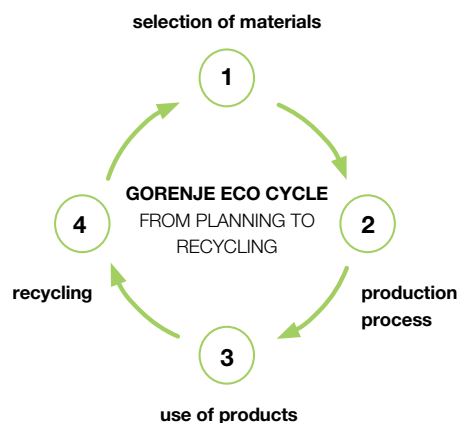 selection of materials
1
GORENJE ECO CYCLE
FROM PLANNING TO
RECYCLING
2
production
process
3
use of products
4
recycling